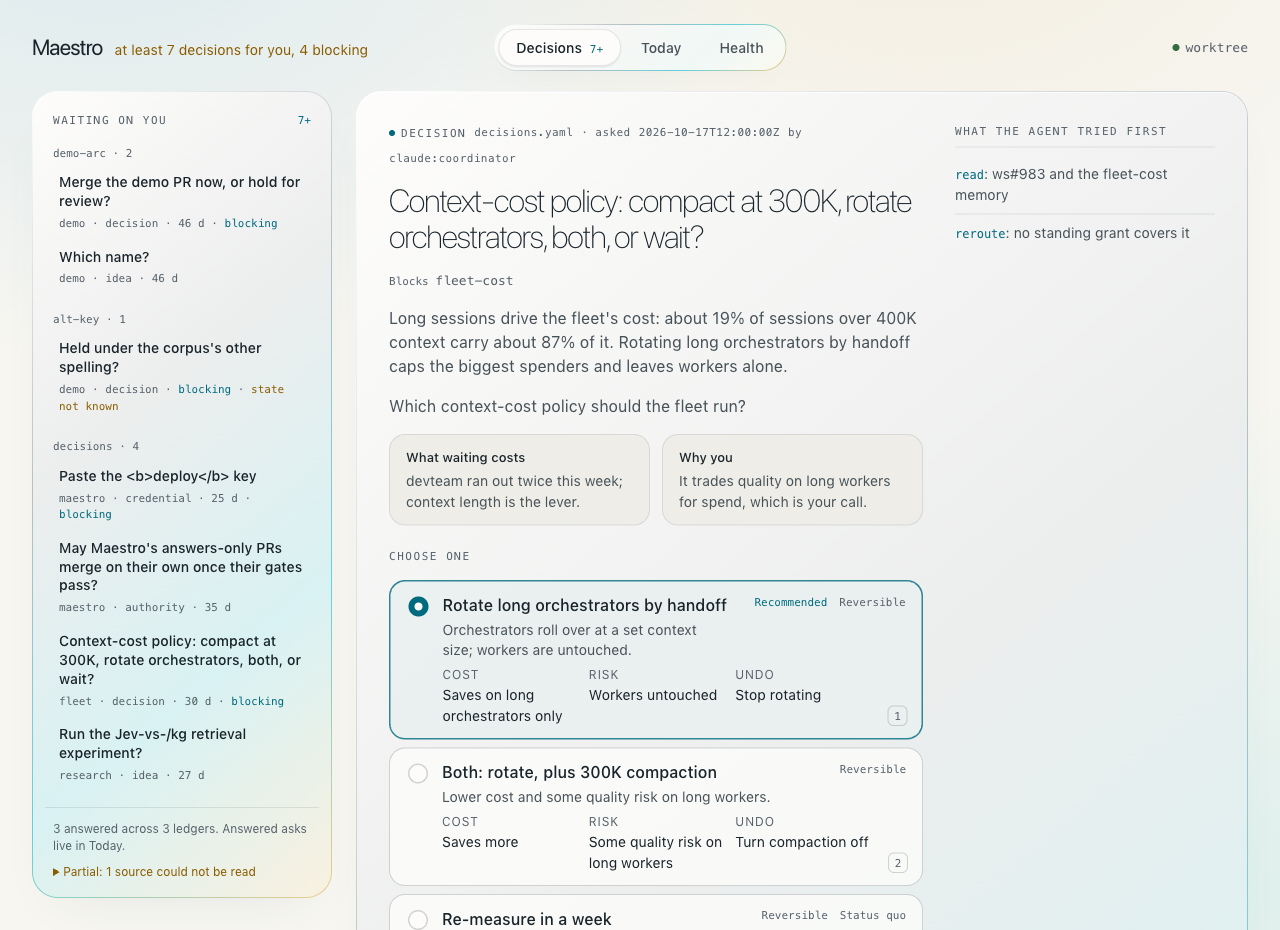 Maestro
at least 7 decisions for you, 4 blocking
Decisions 7+
Today
Health
worktree
WAITING ON YOU 7+
demo-arc · 2
Merge the demo PR now, or hold for
review?
demo · decision · 46 d · blocking
Which name?
demo · idea · 46 d
alt-key · 1
Held under the corpus's other
spelling?
demo · decision · blocking · state
not known
decisions · 4
Paste the <b>deploy</b> key
maestro · credential · 25 d ·
blocking
May Maestro's answers-only PRs
merge on their own once their gates
pass?
maestro · authority · 35 d
Context-cost policy: compact at
300K, rotate orchestrators, both, or
wait?
fleet · decision · 30 d · blocking
Run the Jev-vs-/kg retrieval
experiment?
research · idea · 27 d
3 answered across 3 ledgers. Answered asks
live in Today.
Partial: 1 source could not be read
DECISION decisions.yaml · asked 2026-10-17T12:00:00Z by
claude:coordinator
Context-cost policy: compact at 300K, rotate
orchestrators, both, or wait?
Blocks fleet-cost
Long sessions drive the fleet's cost: about 19% of sessions over 400K
context carry about 87% of it. Rotating long orchestrators by handoff
caps the biggest spenders and leaves workers alone.
Which context-cost policy should the fleet run?
What waiting costs
devteam ran out twice this week;
context length is the lever.
Why you
It trades quality on long workers
for spend, which is your call.
CHOOSE ONE
Rotate long orchestrators by handoff
Recommended Reversible
Orchestrators roll over at a set context
size; workers are untouched.
COST RISK UNDO
Saves on long
orchestrators only
Workers untouched
Stop rotating
1
Both: rotate, plus 300K compaction
Reversible
Lower cost and some quality risk on long workers.
COST RISK UNDO
Saves more
Some quality risk on
long workers
Turn compaction off
2
Re-measure in a week
Reversible Status quo
WHAT THE AGENT TRIED FIRST
read: ws#983 and the fleet-cost
memory
reroute: no standing grant covers it